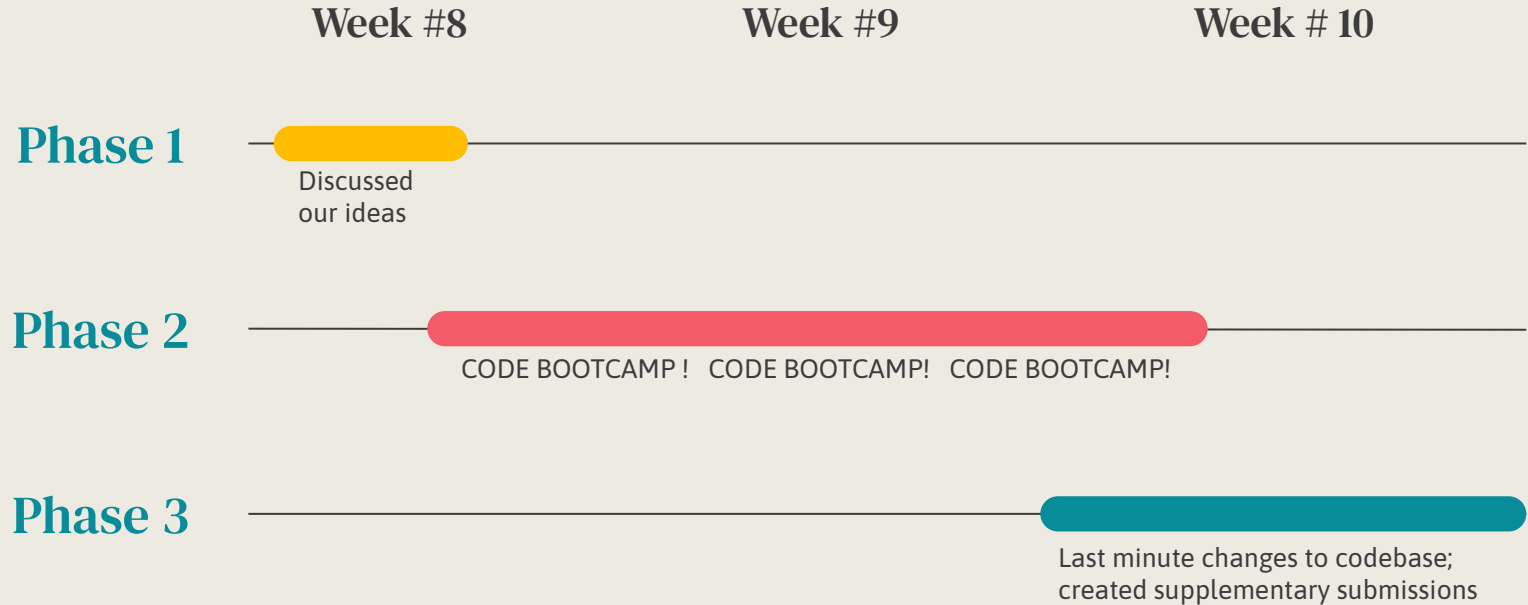 Week #8 Week #9 Week # 10
Phase 1
Discussed
our ideas
Phase 2
CODE BOOTCAMP ! CODE BOOTCAMP! CODE BOOTCAMP!
Phase 3
Last minute changes to codebase;
created supplementary submissions